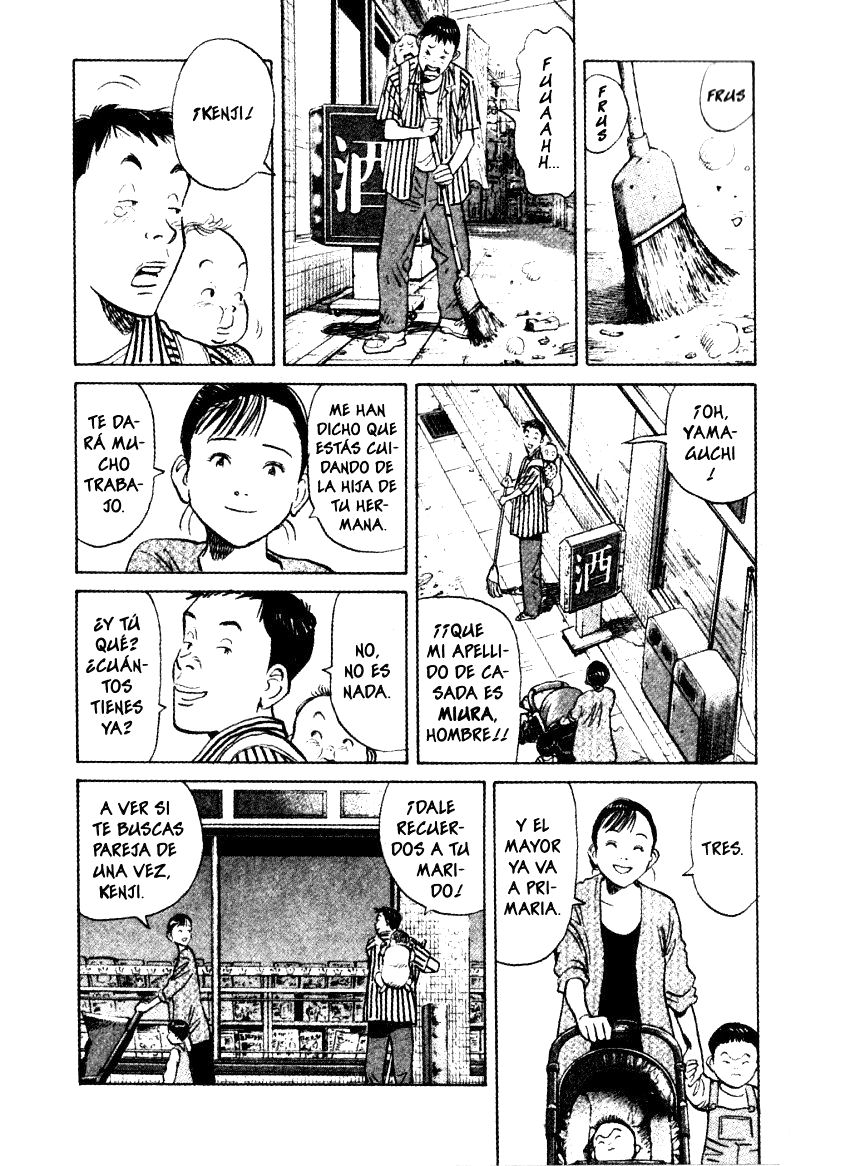 FRUS
FRUS
FUUAAHH...
酒
¡KENJI!
¡OH,
YAMA-
GUCHI
!
酒
¡¡QUE
MI APELLI-
DO DE CA-
SADA ES
MIURA,
HOMBRE!!
ME HAN
DICHO QUE
ESTÁS CUI-
DANDO DE
LA HIJA DE
TU HER-
MANA.
TE DA-
RÁ MU-
CHO
TRABA-
JO.
NO,
NO ES
NADA.
¿Y TÚ
QUÉ?
¿CUÁN-
TOS
TIENES
YA?
TRES.
Y EL
MAYOR
YA VA
A PRI-
MARIA.
¡DALE
RECUER-
DOS A TU
MARI-
DO!
A VER SI
TE BUSCAS
PAREJA DE
UNA VEZ,
KENJI.